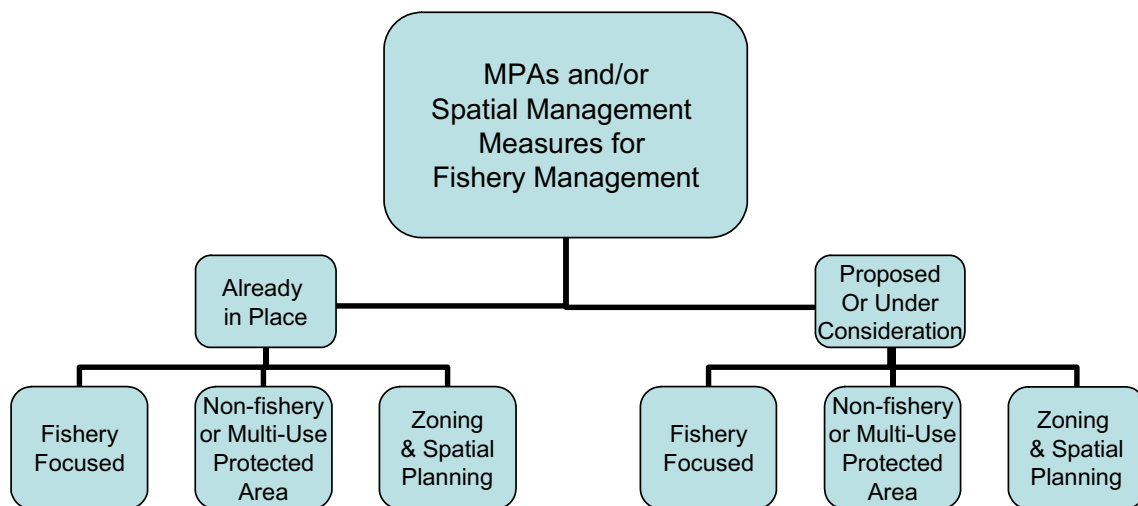 MPAs and/or
Spatial Management
Measures for
Fishery Management
Already
in Place
Proposed
Or Under
Consideration
Fishery
Focused
Non-fishery
or Multi-Use
Protected
Area
Zoning
& Spatial
Planning
Fishery
Focused
Non-fishery
or Multi-Use
Protected
Area
Zoning
& Spatial
Planning